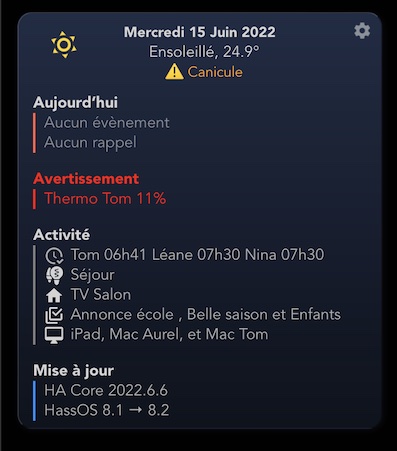 Mercredi 15 Juin 2022
Ensoleillé, 24.9°
Canicule
Aujourd'hui
Aucun évènement
Aucun rappel
Avertissement
Thermo Tom 11%
Activité
Tom 06h41 Léane 07h30 Nina 07h30
Séjour
TV Salon
Annonce école , Belle saison et Enfants
iPad, Mac Aurel, et Mac Tom
Mise à jour
HA Core 2022.6.6
HassOS 8.1 → 8.2